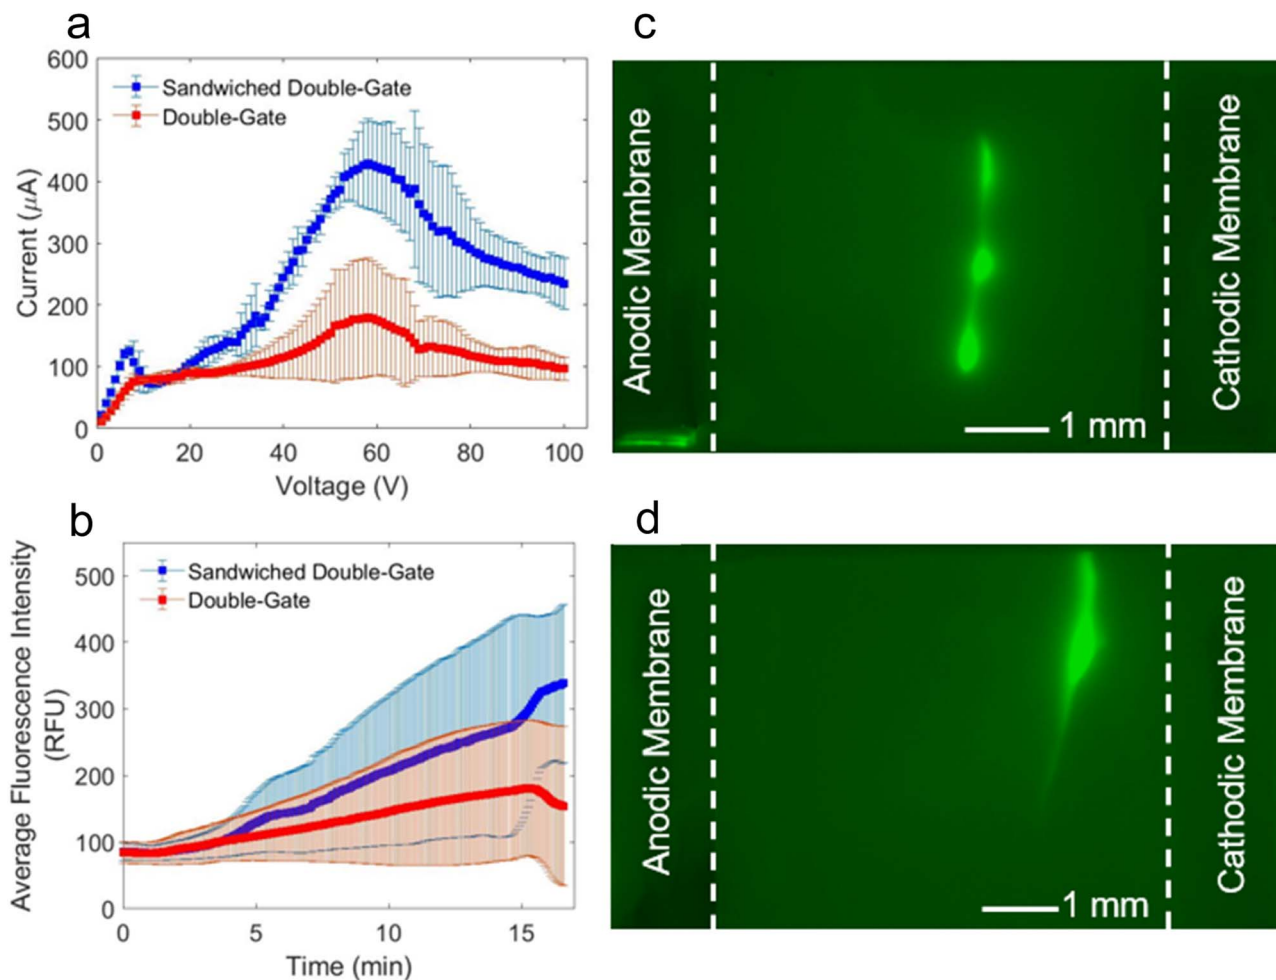 a
600
500
400
300
200
100
0
Current (μA)
Sandwiched Double-Gate
Double-Gate
0
20
40
60
80
100
Voltage (V)
b
500
400
300
200
100
0
Average Fluorescence Intensity
(RFU)
Sandwiched Double-Gate
Double-Gate
0
5
10
15
Time (min)
c
Anodic Membrane
Cathodic Membrane
1 mm
d
Anodic Membrane
Cathodic Membrane
1 mm